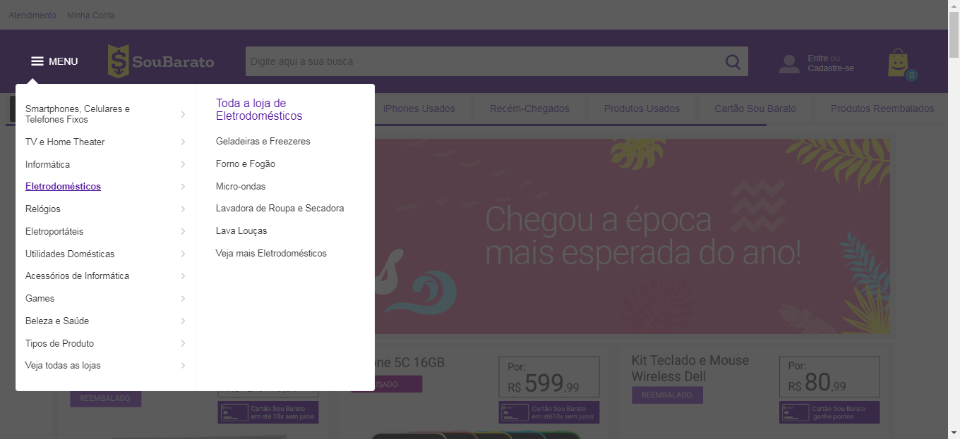 Atendimento Minha Conta
MENU SouBarato Digite aqui a sua busca Entre ou
Cadastre-se
0
iPhones Usados Recém-Chegados Produtos Usados Cartão Sou Barato Produtos Reembalados
Smartphones, Celulares e
Telefones Fixos
TV e Home Theater
Informática
Eletrodomésticos
Relógios
Eletroportáteis
Utilidades Domésticas
Acessórios de Informática
Games
Beleza e Saúde
Tipos de Produto
Veja todas as lojas
Toda a loja de
Eletrodomésticos
Geladeiras e Freezeres
Forno e Fogão
Micro-ondas
Lavadora de Roupa e Secadora
Lava Louças
Veja mais Eletrodomésticos
Chegou a época
mais esperada do ano!
REEMBALADO
Cartão Sou Barato
em até 10x sem juros
one 5C 16GB
USADO
Por:
R$ 599,99
Cartão Sou Barato
em até 10x sem juros
Kit Teclado e Mouse
Wireless Dell
REEMBALADO
Por:
R$ 80,99
Cartão Sou Barato
ganhe pontos